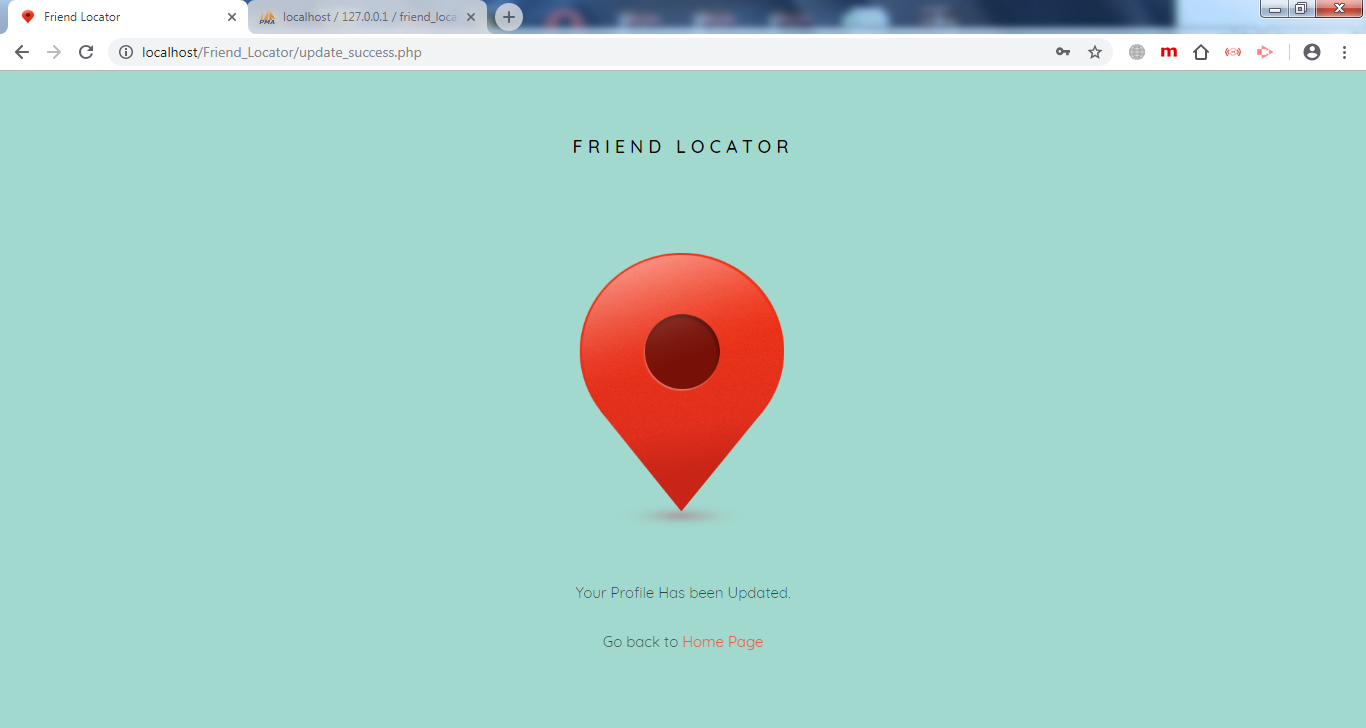 Friend Locator
PMA localhost / 127.0.0.1 / friend_loca
localhost/Friend_Locator/update_success.php
m
FRIEND LOCATOR
Your Profile Has been Updated.
Go back to Home Page